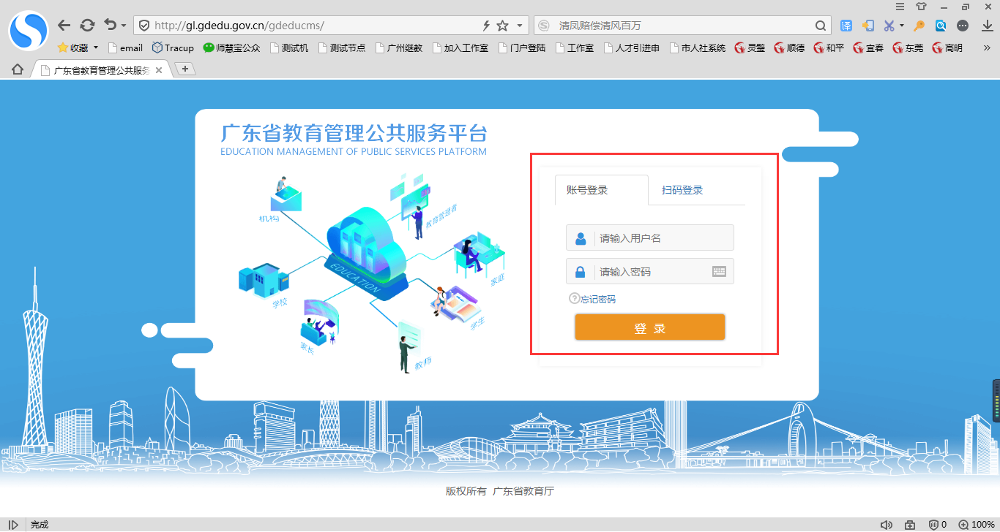 http://gl.gdedu.gov.cn/gdeducms/
清凤赔偿清风百万
译
收藏 email Tracup 师慧宝公众 测试机 测试节点 广州继教 加入工作室 门户登陆 工作室 人才引进申 市人社系统 灵璧 顺德 和平 宜春 东莞 高明 »
广东省教育管理公共服务
广东省教育管理公共服务平台
EDUCATION MANAGEMENT OF PUBLIC SERVICES PLATFORM
机构
教育管理者
EDUCATION
家庭
学校
学生
家长
教师
账号登录 扫码登录
请输入用户名
请输入密码
忘记密码
登 录
版权所有 广东省教育厅
完成
0 100%